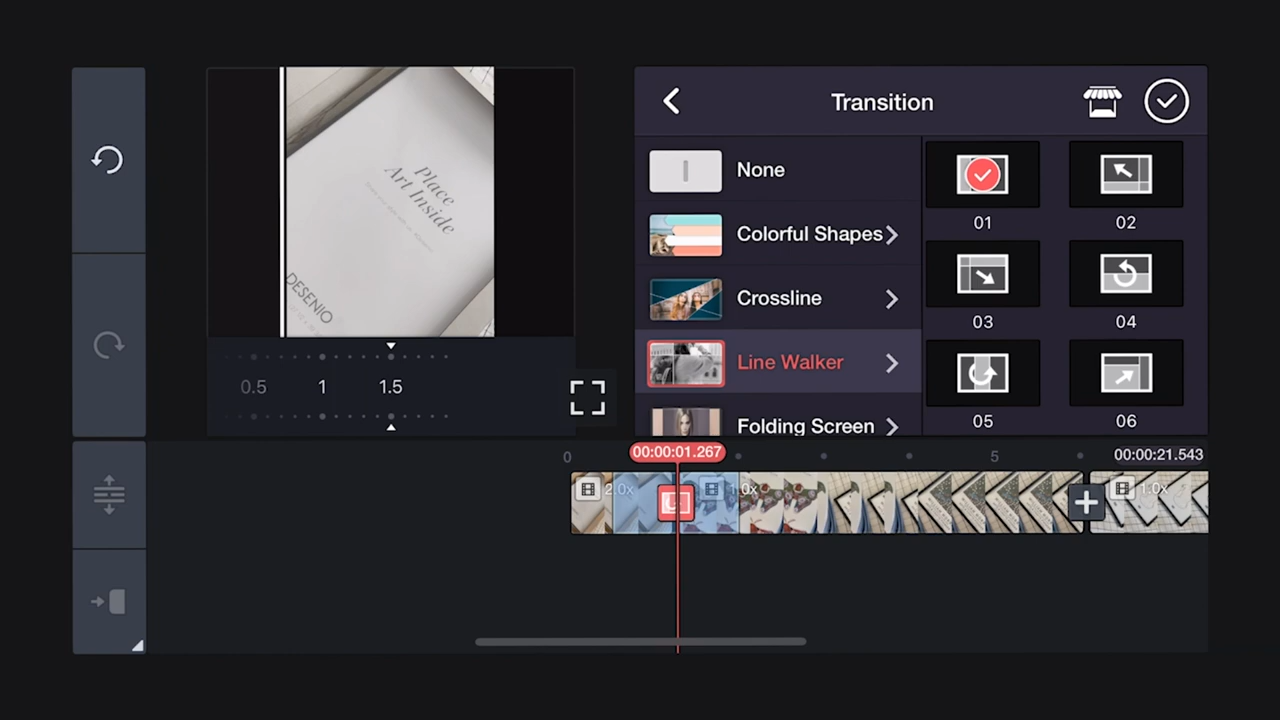 Transition
None
Colorful Shapes
Crossline
Line Walker
Folding Screen
01
02
03
04
05
06
Place
Art Inside
DESENIO
0.5
1
1.5
0
00:00:01.267
5
00:00:21.543
2.0x
1.0x